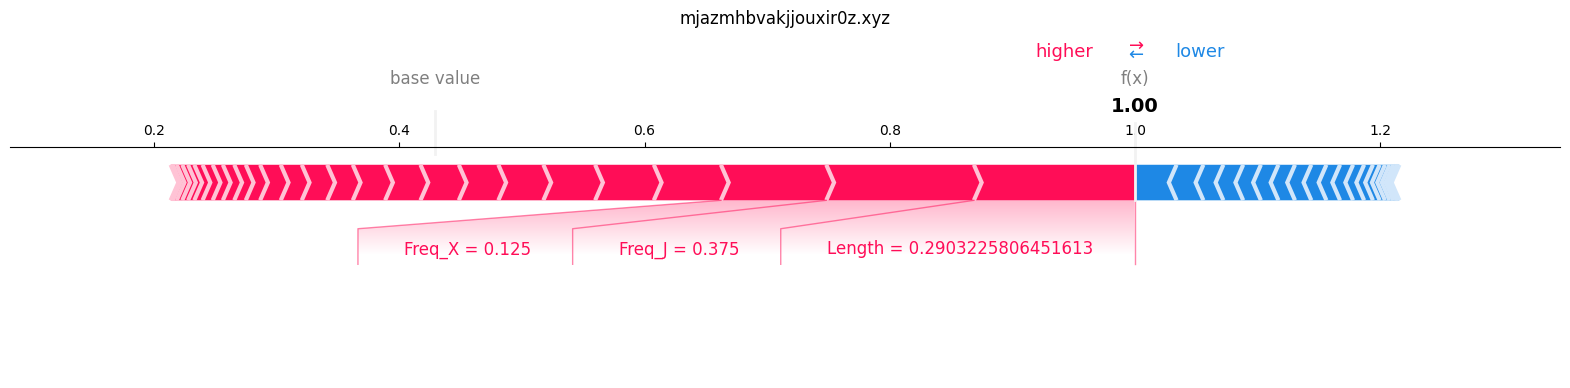 mjazmhbvakjjouxir0z.xyz
higher ⇄ lower
base value f(x)
1.00
0.2 0.4 0.6 0.8 1.0 1.2
Freq_X = 0.125 Freq_J = 0.375 Length = 0.2903225806451613